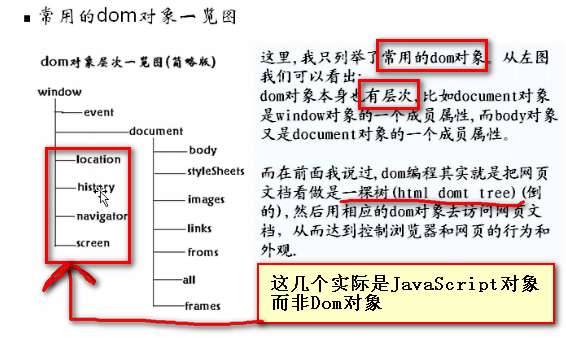 常用的dom对象一览图
dom对象层次一览图(简略版)
window
event
document
location
history
navigator
screen
body
styleSheets
images
links
froms
all
frames
这里,我只列举了常用的dom对象。从左图
我们可以看出:
dom对象本身也有层次,比如document对象
是window对象的一个成员属性,而body对象
又是document对象的一个成员属性。
而在前面我说过,dom编程其实就是把网页
文档看做是一棵树(html domt tree)(倒
的),然后用相应的dom对象去访问网页文
档，从而达到控制浏览器和网页的行为和
外观.
这几个实际是JavaScript对象
而非Dom对象